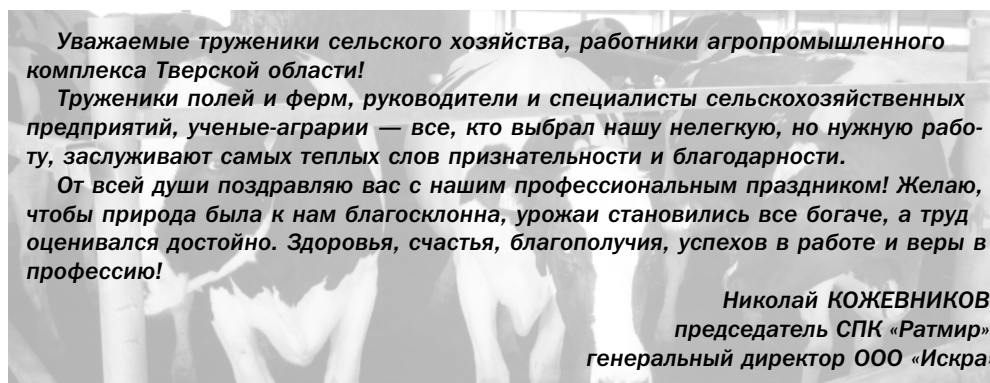 Уважаемые труженики сельского хозяйства, работники агропромышленного
комплекса Тверской области!
Труженики полей и ферм, руководители и специалисты сельскохозяйственных
предприятий, ученые-аграрии — все, кто выбрал нашу нелегкую, но нужную рабо-
ту, заслуживают самых теплых слов признательности и благодарности.
От всей души поздравляю вас с нашим профессиональным праздником! Желаю,
чтобы природа была к нам благосклонна, урожаи становились все богаче, а труд
оценивался достойно. Здоровья, счастья, благополучия, успехов в работе и веры в
профессию!
Николай КОЖЕВНИКОВ
председатель СПК «Ратмир»
генеральный директор ООО «Искра»